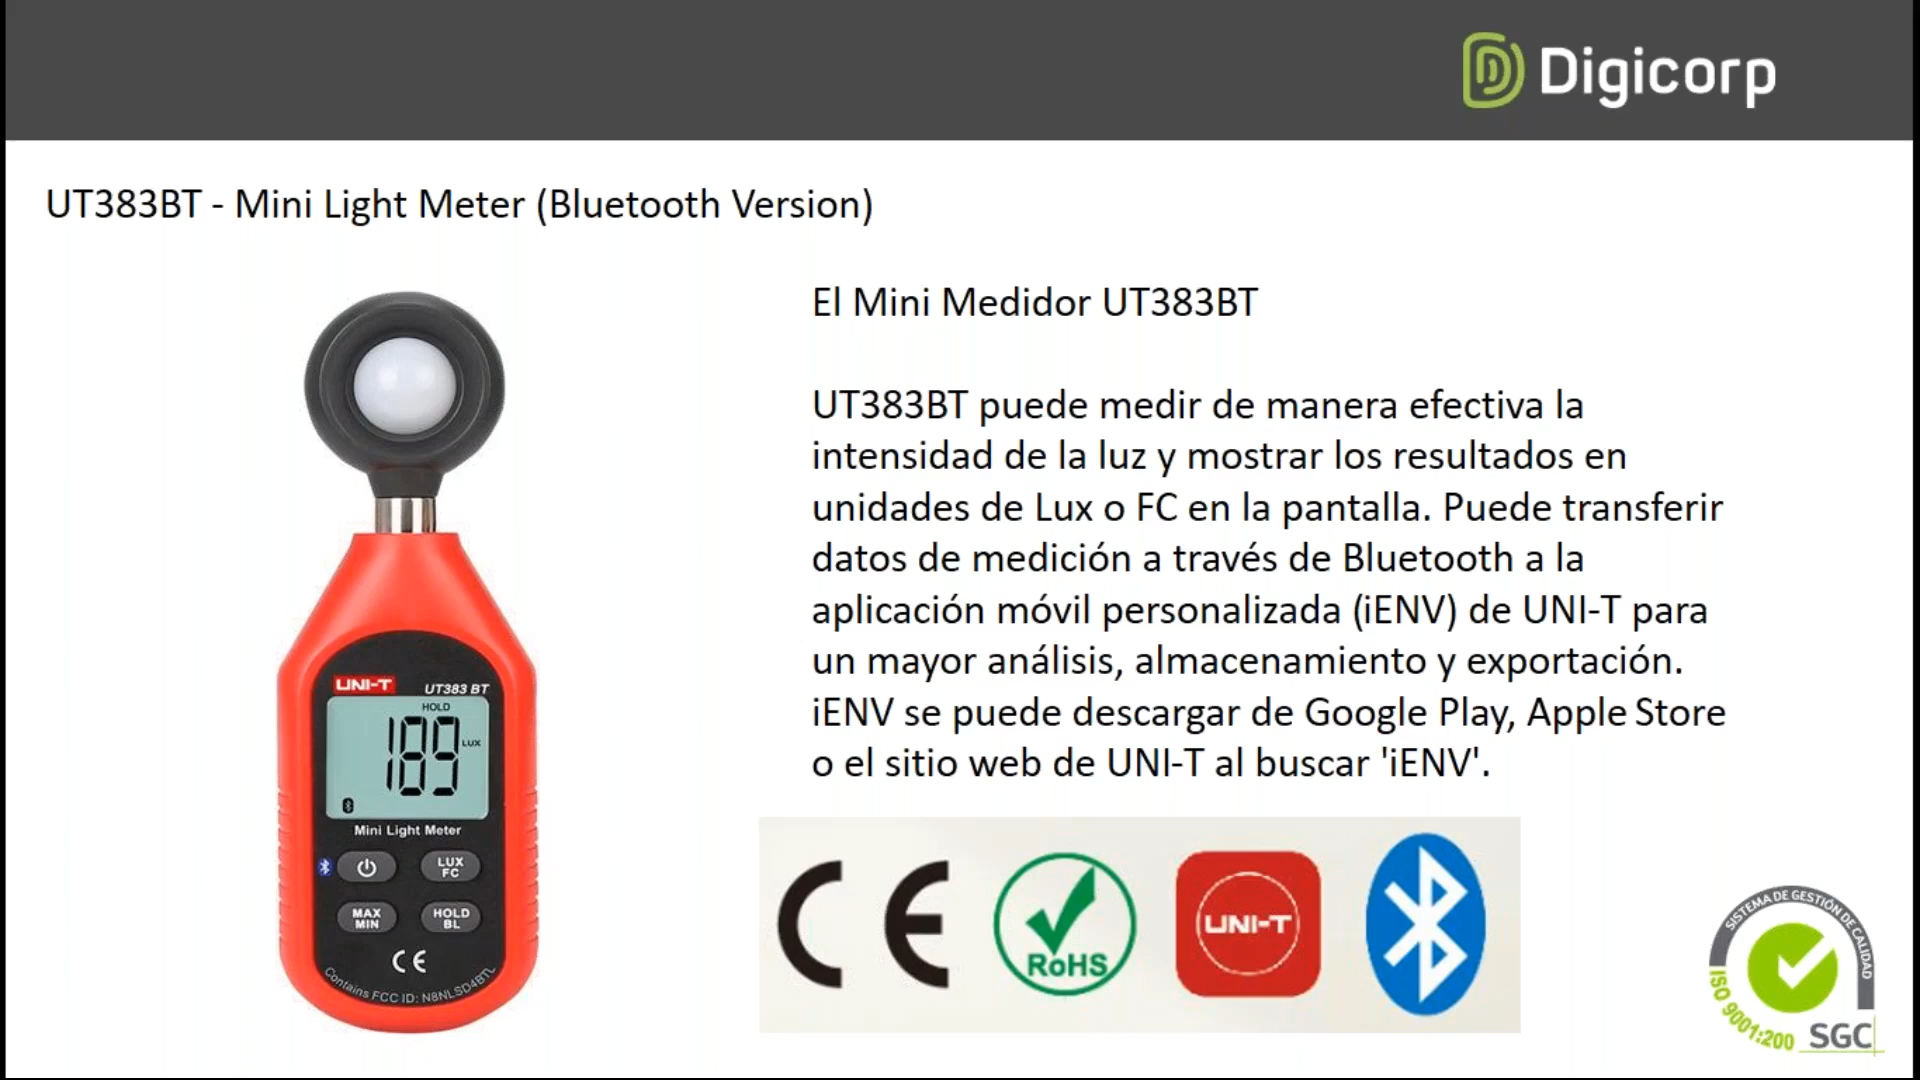 Digicorp
UT383BT - Mini Light Meter (Bluetooth Version)
El Mini Medidor UT383BT
UT383BT puede medir de manera efectiva la
intensidad de la luz y mostrar los resultados en
unidades de Lux o FC en la pantalla. Puede transferir
datos de medición a través de Bluetooth a la
aplicación móvil personalizada (iENV) de UNI-T para
un mayor análisis, almacenamiento y exportación.
iENV se puede descargar de Google Play, Apple Store
o el sitio web de UNI-T al buscar 'iENV'.
UNI-T UT383 BT
HOLD
189 LUX
Mini Light Meter
LUX
FC
MAX
MIN
HOLD
BL
CE
Contains FCC ID: N8NLSD4BTL
CE
RoHS
UNI-T
SISTEMA DE GESTIÓN DE CALIDAD
ISO 9001:200
SGC